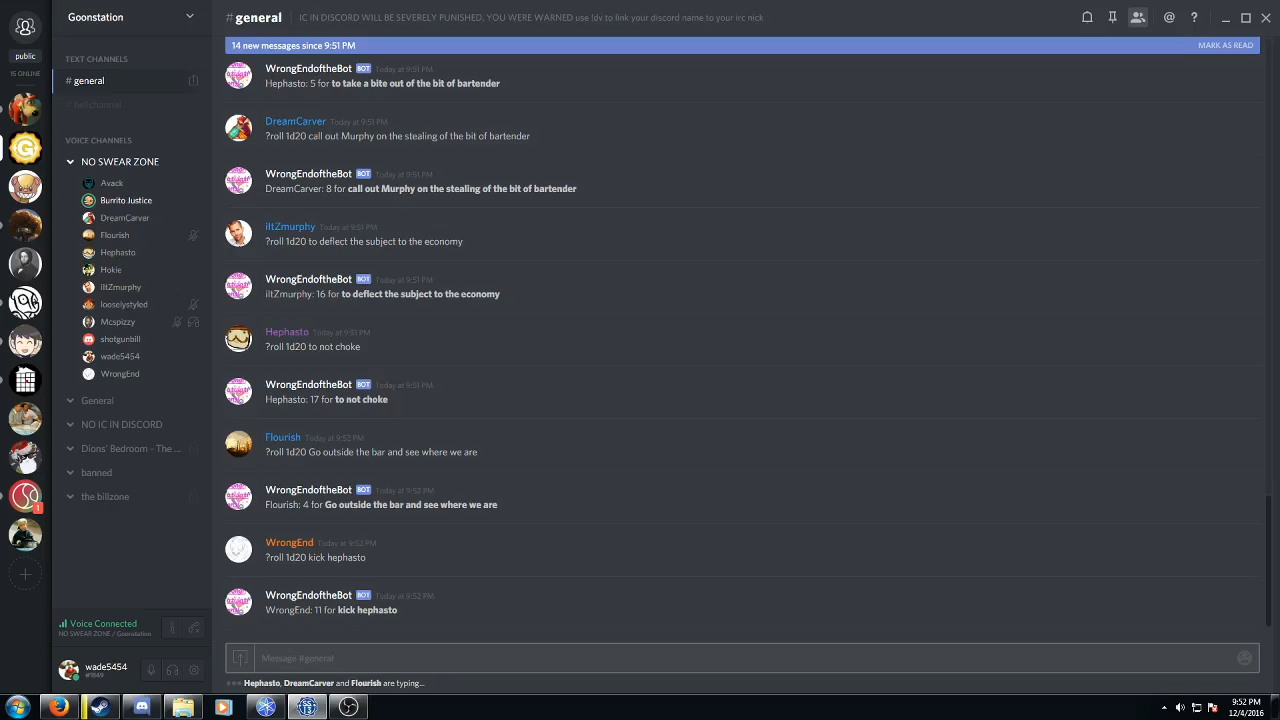 Goonstation
# general
IC IN DISCORD WILL BE SEVERELY PUNISHED, YOU WERE WARNED use !dv to link your discord name to your irc nick
public
15 ONLINE
TEXT CHANNELS
# general
# hellchannel
VOICE CHANNELS
NO SWEAR ZONE
Avack
Burrito Justice
DreamCarver
Flourish
Hephasto
Hokie
iItZmurphy
looselystyled
Mcspizzy
shotgunbill
wade5454
WrongEnd
General
NO IC IN DISCORD
Dions' Bedroom - The ...
banned
the billzone
1
Voice Connected
NO SWEAR ZONE / Goonstation
wade5454
#1849
14 new messages since 9:51 PM
MARK AS READ
WrongEndoftheBot BOT Today at 9:51 PM
Hephasto: 5 for to take a bite out of the bit of bartender
DreamCarver Today at 9:51 PM
?roll 1d20 call out Murphy on the stealing of the bit of bartender
WrongEndoftheBot BOT Today at 9:51 PM
DreamCarver: 8 for call out Murphy on the stealing of the bit of bartender
iItZmurphy Today at 9:51 PM
?roll 1d20 to deflect the subject to the economy
WrongEndoftheBot BOT Today at 9:51 PM
iItZmurphy: 16 for to deflect the subject to the economy
Hephasto Today at 9:51 PM
?roll 1d20 to not choke
WrongEndoftheBot BOT Today at 9:51 PM
Hephasto: 17 for to not choke
Flourish Today at 9:52 PM
?roll 1d20 Go outside the bar and see where we are
WrongEndoftheBot BOT Today at 9:52 PM
Flourish: 4 for Go outside the bar and see where we are
WrongEnd Today at 9:52 PM
?roll 1d20 kick hephasto
WrongEndoftheBot BOT Today at 9:52 PM
WrongEnd: 11 for kick hephasto
Message #general
Hephasto, DreamCarver and Flourish are typing...
9:52 PM
12/4/2016